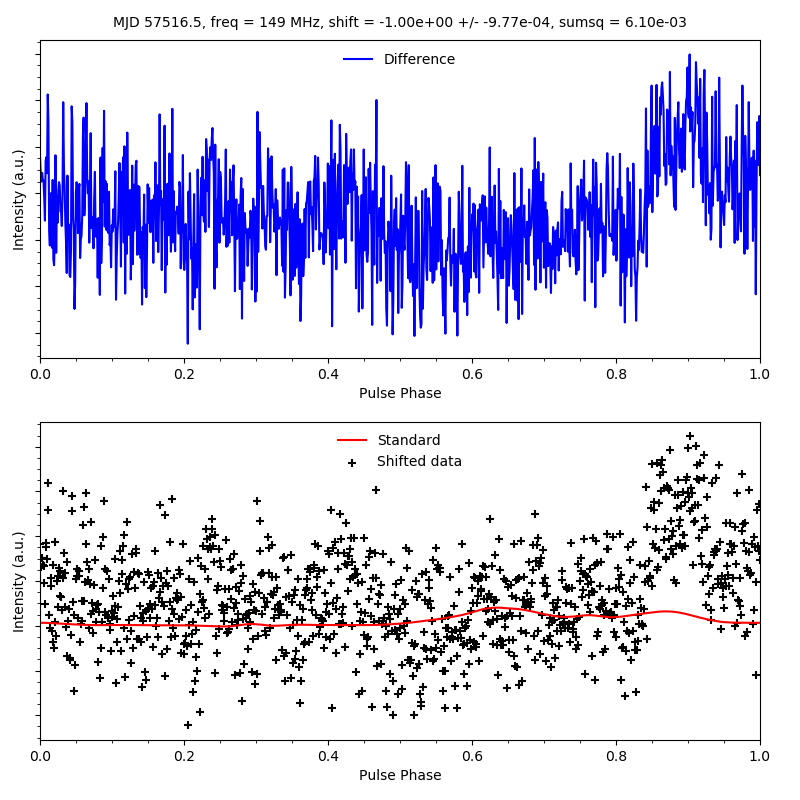 MJD 57516.5, freq = 149 MHz, shift = -1.00e+00 +/- -9.77e-04, sumsq = 6.10e-03
Difference
Intensity (a.u.)
0.0 0.2 0.4 0.6 0.8 1.0
Pulse Phase
Standard
Shifted data
Intensity (a.u.)
0.0 0.2 0.4 0.6 0.8 1.0
Pulse Phase